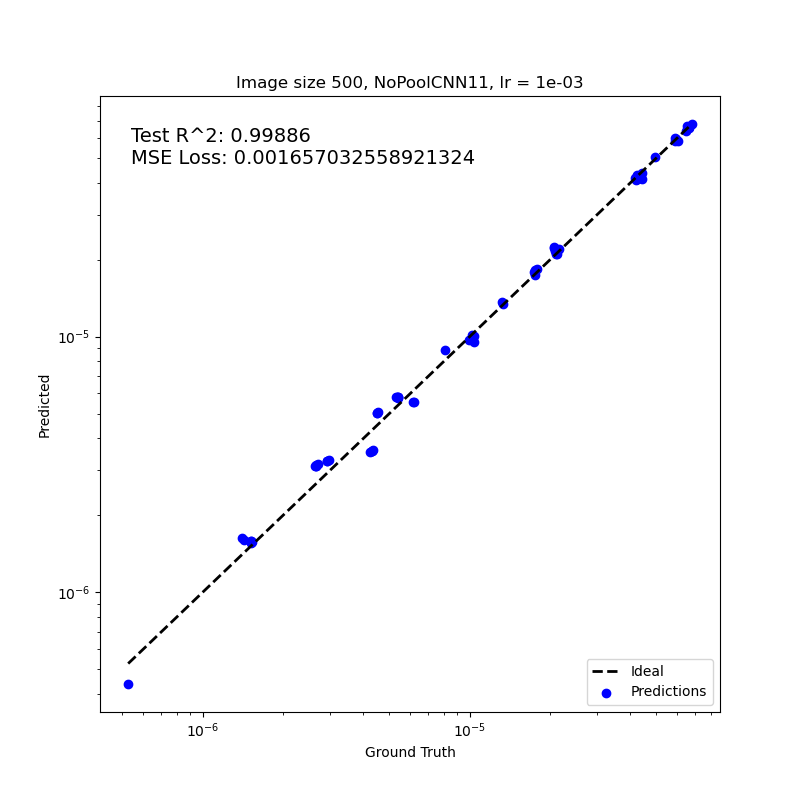 Image size 500, NoPoolCNN11, lr = 1e-03
Test R^2: 0.99886
MSE Loss: 0.001657032558921324
Predicted
10⁻⁵
10⁻⁶
Ideal
Predictions
10⁻⁶ 10⁻⁵
Ground Truth